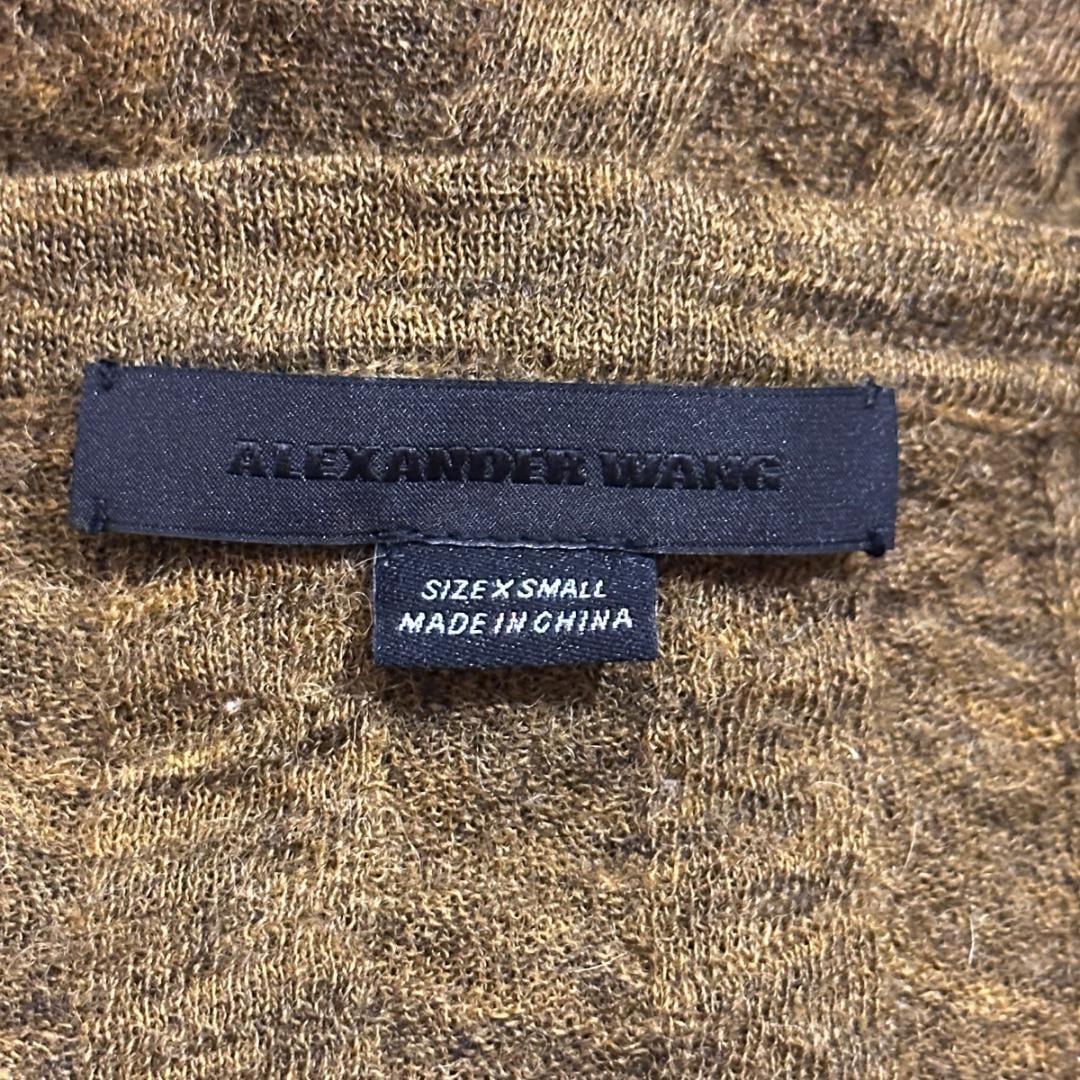 ALEXANDER WANG
SIZE X SMALL
MADE IN CHINA